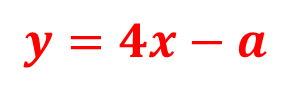 y = 4x − a